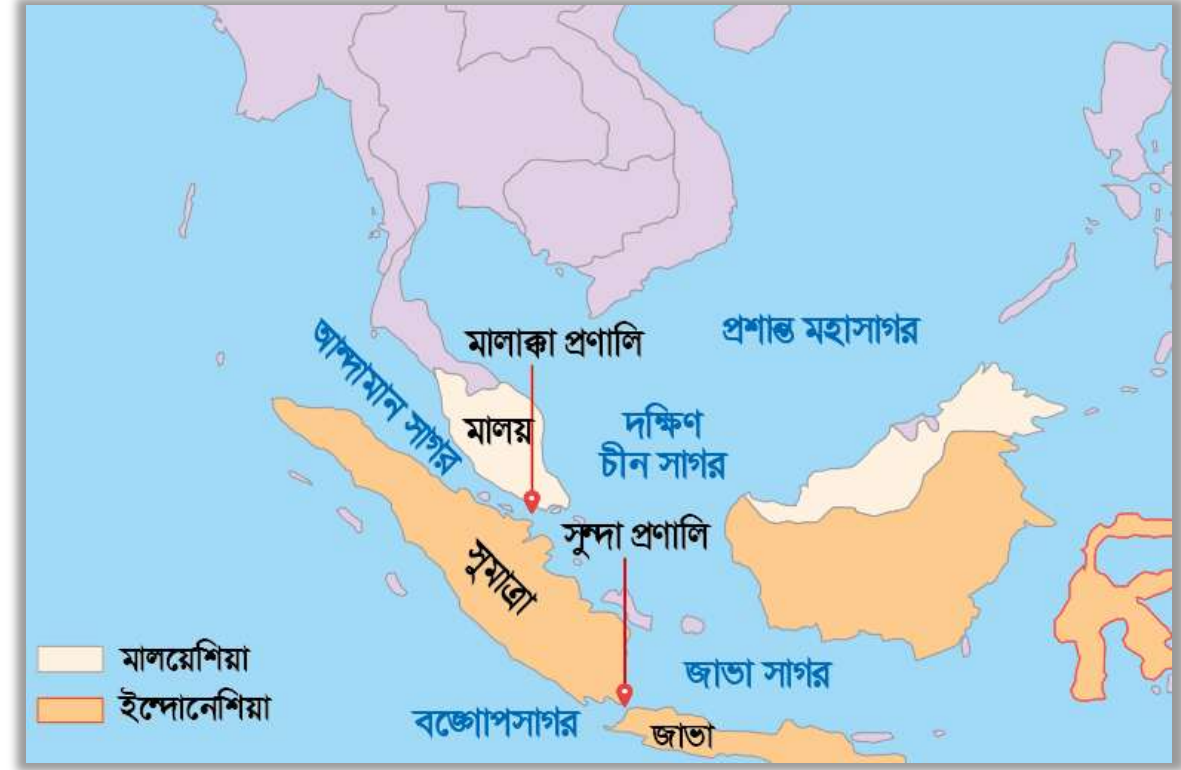 মালাক্কা প্রণালি
প্রশান্ত মহাসাগর
আন্দামান সাগর
মালয়
দক্ষিণ
চীন সাগর
সুন্দা প্রণালি
সুমাত্রা
মালয়েশিয়া
জাভা সাগর
ইন্দোনেশিয়া
বঙ্গোপসাগর
জাভা